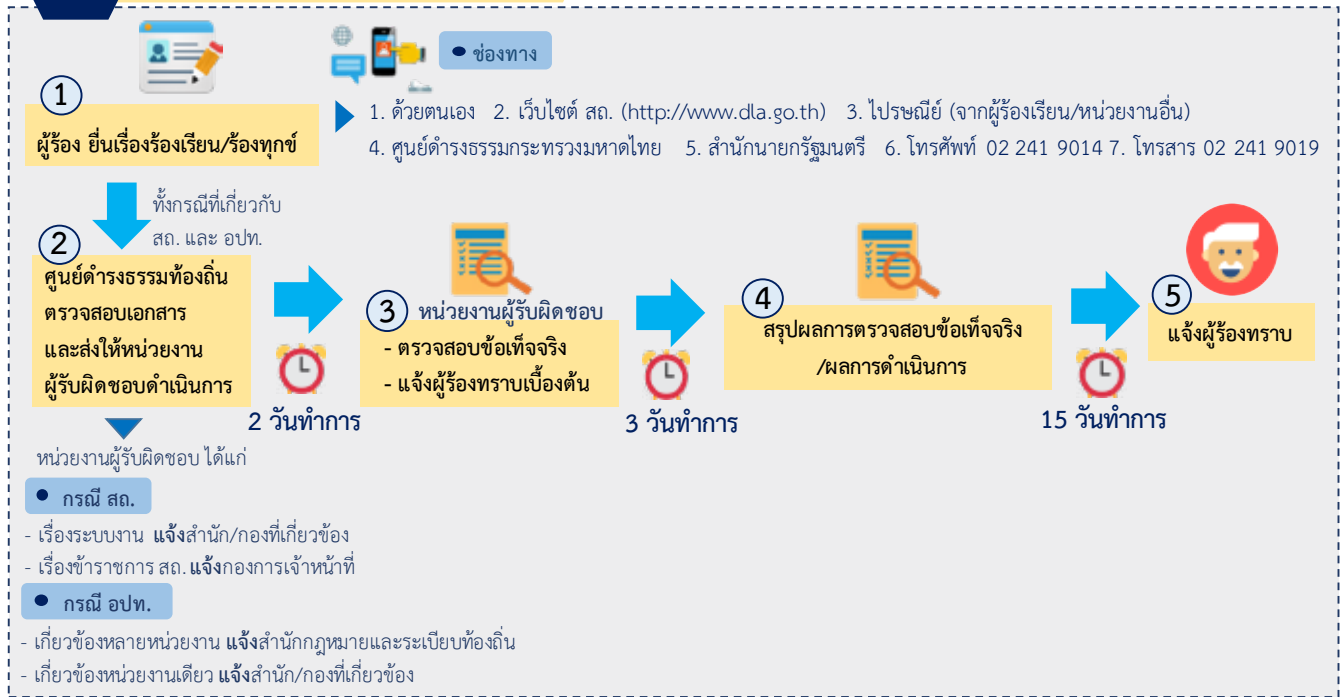 ช่องทาง
1
ผู้ร้อง ยื่นเรื่องร้องเรียน/ร้องทุกข์
1. ด้วยตนเอง 2. เว็บไซต์ สถ. (http://www.dla.go.th) 3. ไปรษณีย์ (จากผู้ร้องเรียน/หน่วยงานอื่น)
4. ศูนย์ดำรงธรรมกระทรวงมหาดไทย 5. สำนักนายกรัฐมนตรี 6. โทรศัพท์ 02 241 9014 7. โทรสาร 02 241 9019
ทั้งกรณีที่เกี่ยวกับ
สถ. และ อปท.
2
ศูนย์ดำรงธรรมท้องถิ่น
ตรวจสอบเอกสาร
และส่งให้หน่วยงาน
ผู้รับผิดชอบดำเนินการ
2 วันทำการ
3
หน่วยงานผู้รับผิดชอบ
- ตรวจสอบข้อเท็จจริง
- แจ้งผู้ร้องทราบเบื้องต้น
3 วันทำการ
4
สรุปผลการตรวจสอบข้อเท็จจริง
/ผลการดำเนินการ
15 วันทำการ
5
แจ้งผู้ร้องทราบ
หน่วยงานผู้รับผิดชอบ ได้แก่
กรณี สถ.
- เรื่องระบบงาน แจ้งสำนัก/กองที่เกี่ยวข้อง
- เรื่องข้าราชการ สถ. แจ้งกองการเจ้าหน้าที่
กรณี อปท.
- เกี่ยวข้องหลายหน่วยงาน แจ้งสำนักกฎหมายและระเบียบท้องถิ่น
- เกี่ยวข้องหน่วยงานเดียว แจ้งสำนัก/กองที่เกี่ยวข้อง